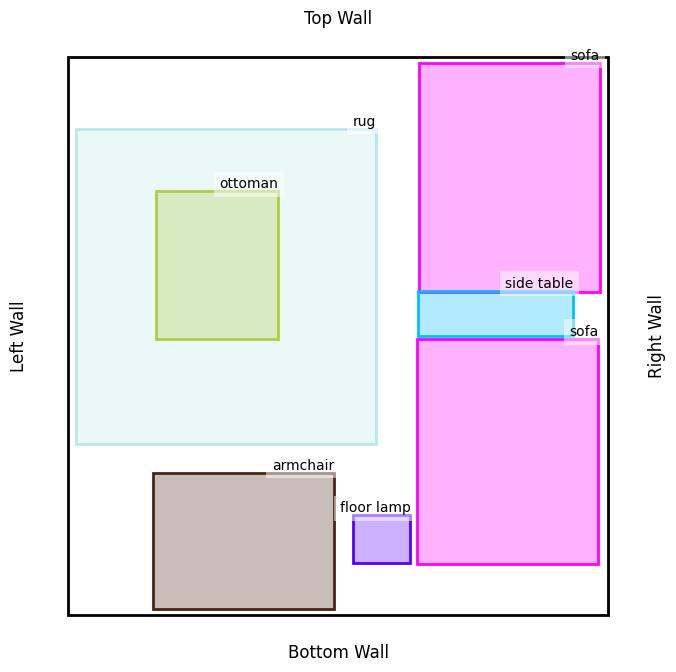 Top Wall
sofa
rug
ottoman
side table
Left Wall
Right Wall
sofa
armchair
floor lamp
Bottom Wall